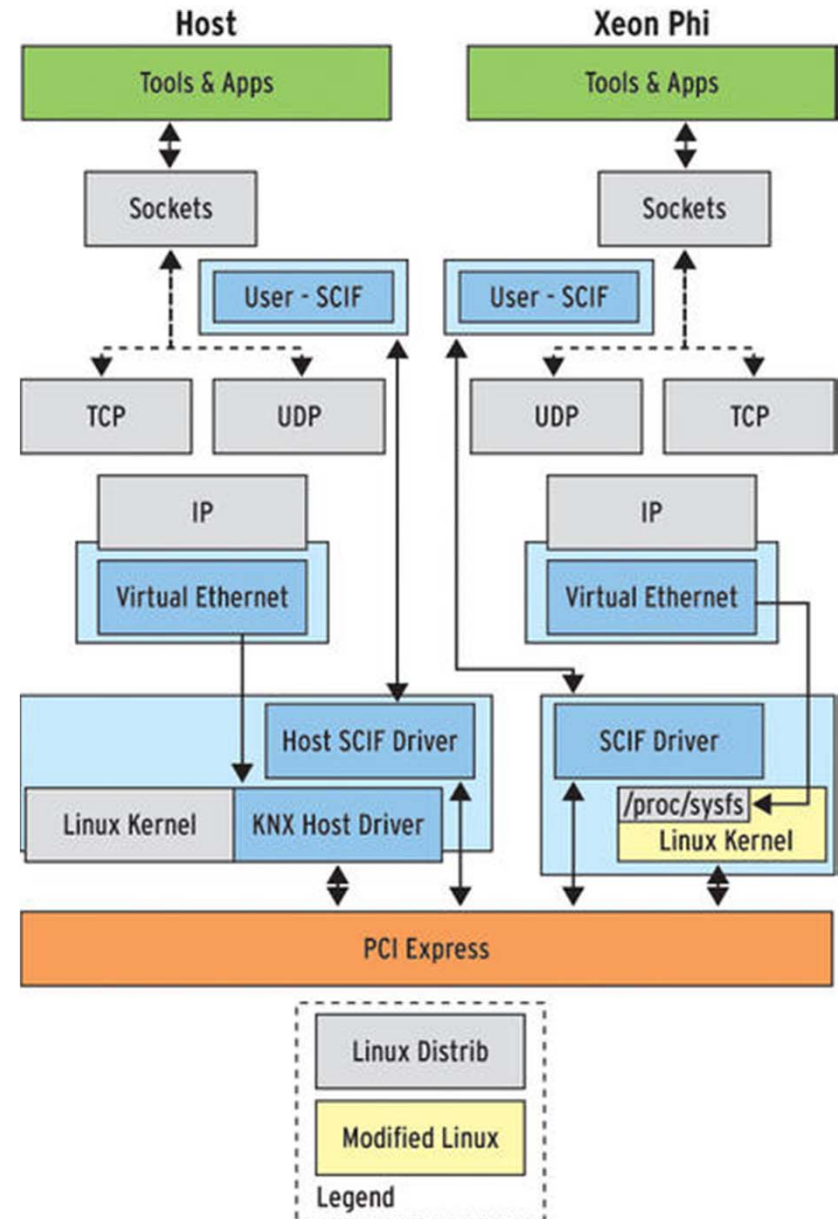 Host
Xeon Phi
Tools & Apps
Tools & Apps
Sockets
Sockets
User - SCIF
User - SCIF
TCP
UDP
UDP
TCP
IP
IP
Virtual Ethernet
Virtual Ethernet
Host SCIF Driver
SCIF Driver
Linux Kernel
KNX Host Driver
/proc/sysfs
Linux Kernel
PCI Express
Linux Distrib
Modified Linux
Legend